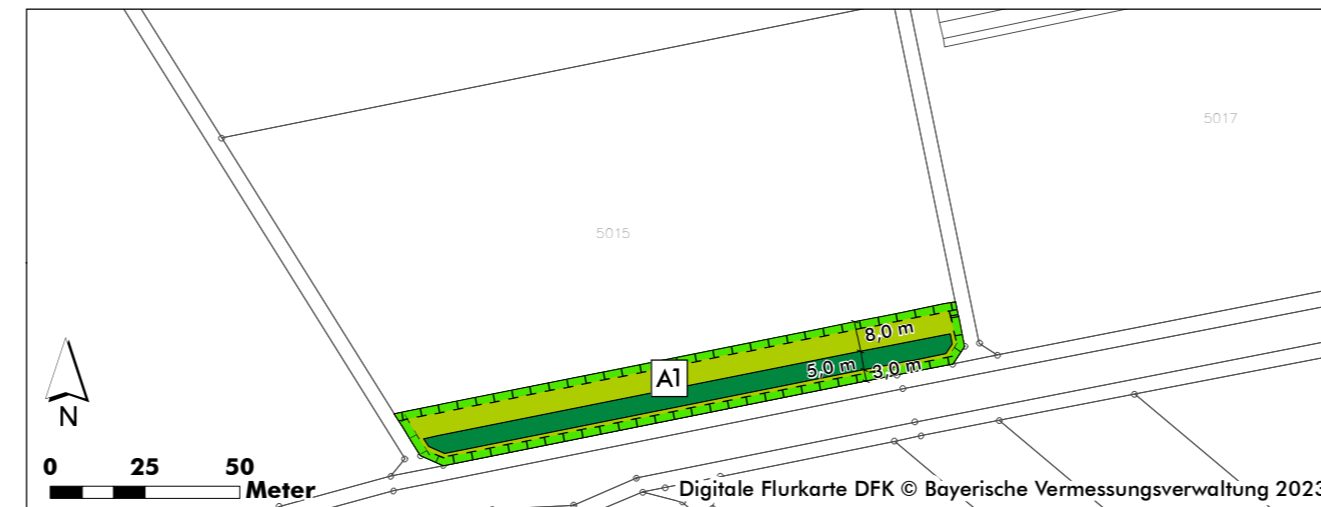 5017
5015
8,0 m
5,0 m
3,0 m
A1
N
0 25 50
Meter
Digitale Flurkarte DFK © Bayerische Vermessungsverwaltung 2023